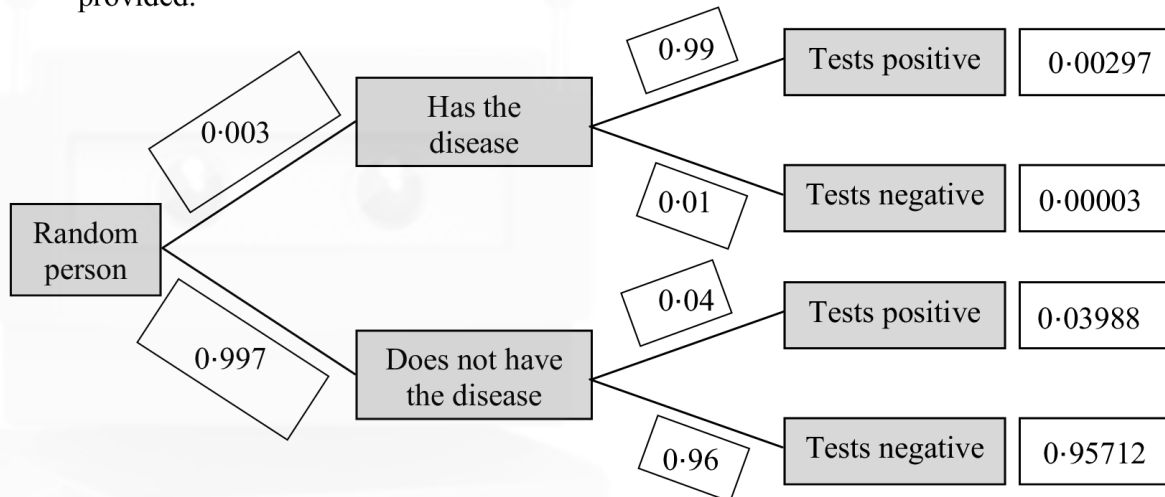 provided.
0·99
Tests positive
0·00297
Has the
disease
0·003
0·01
Tests negative
0·00003
Random
person
0·04
Tests positive
0·03988
0·997
Does not have
the disease
0·96
Tests negative
0·95712